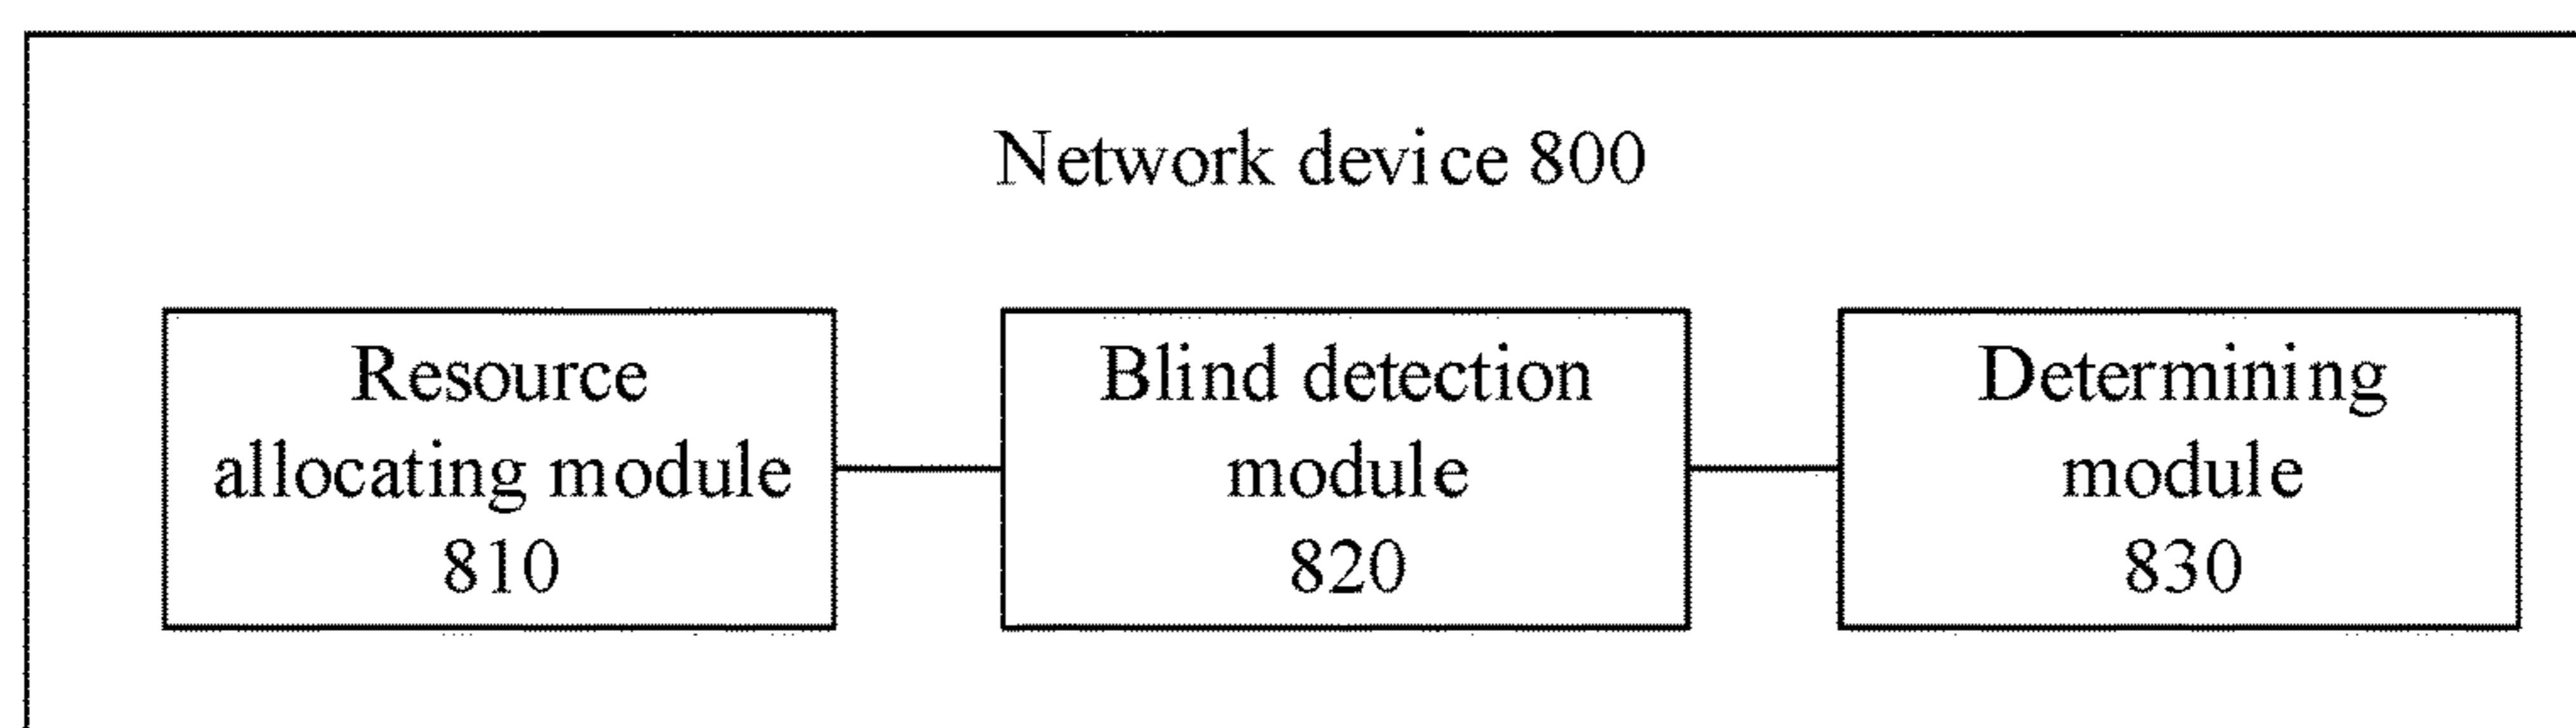 Network device 800
Resource
allocating module
810
Blind detection
module
820
Determining
module
830